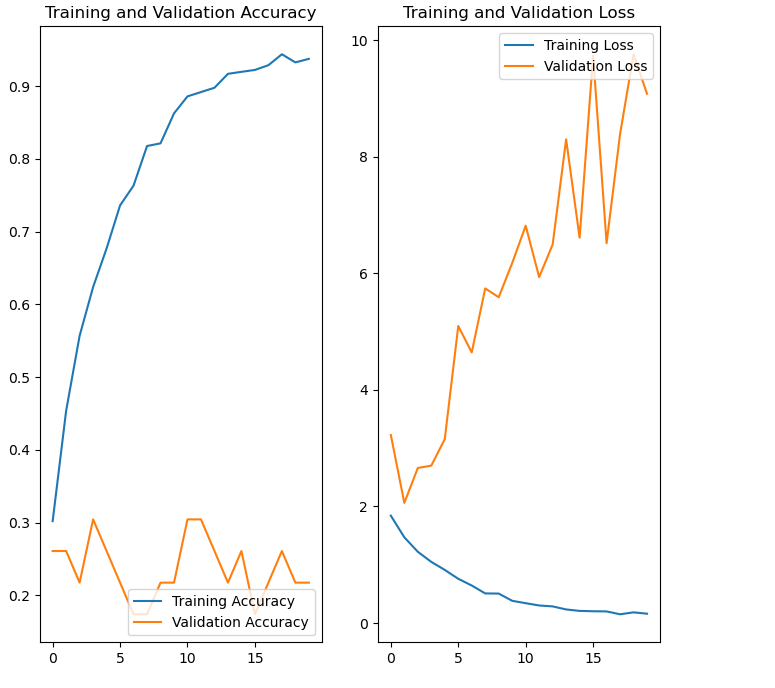 Training and Validation Accuracy
0.9
0.8
0.7
0.6
0.5
0.4
0.3
0.2
0 5 10 15
Training Accuracy
Validation Accuracy
Training and Validation Loss
10
8
6
4
2
0
0 5 10 15
Training Loss
Validation Loss